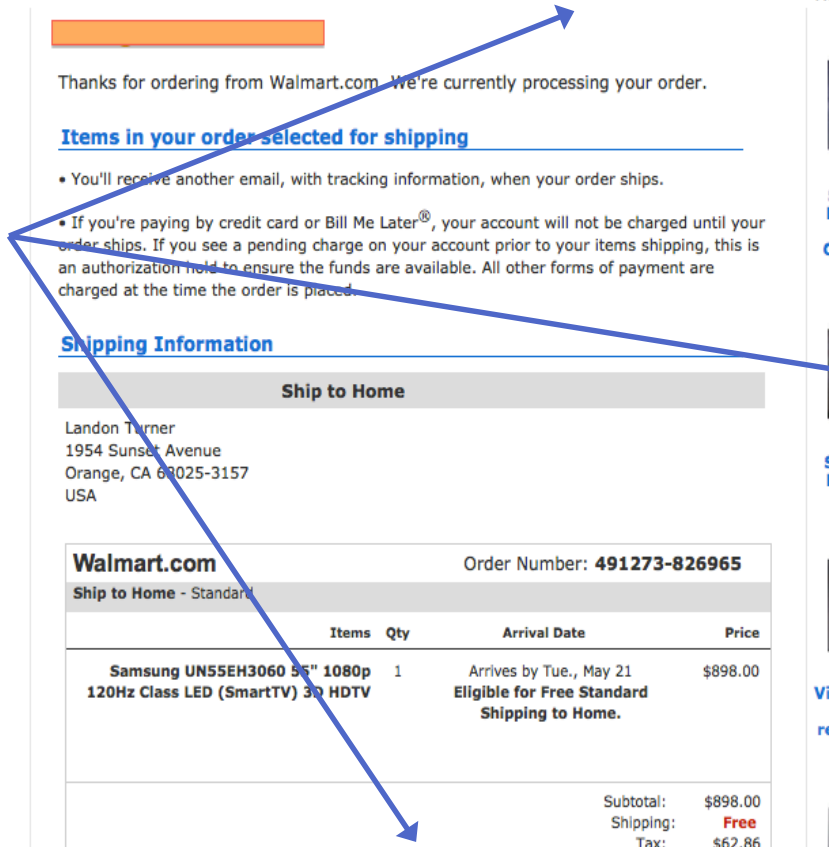 Thanks for ordering from Walmart.com. We're currently processing your order.
Items in your order selected for shipping
• You'll receive another email, with tracking information, when your order ships.
• If you're paying by credit card or Bill Me Later®, your account will not be charged until your
order ships. If you see a pending charge on your account prior to your items shipping, this is
an authorization hold to ensure the funds are available. All other forms of payment are
charged at the time the order is placed.
Shipping Information
Ship to Home
Landon Turner
1954 Sunset Avenue
Orange, CA 63025-3157
USA
Walmart.com Order Number: 491273-826965
Ship to Home - Standard
Items Qty Arrival Date Price
Samsung UN55EH3060 55" 1080p 1 Arrives by Tue., May 21 $898.00
120Hz Class LED (SmartTV) 3D HDTV Eligible for Free Standard
Shipping to Home.
Subtotal: $898.00
Shipping: Free
Tax: $62.86